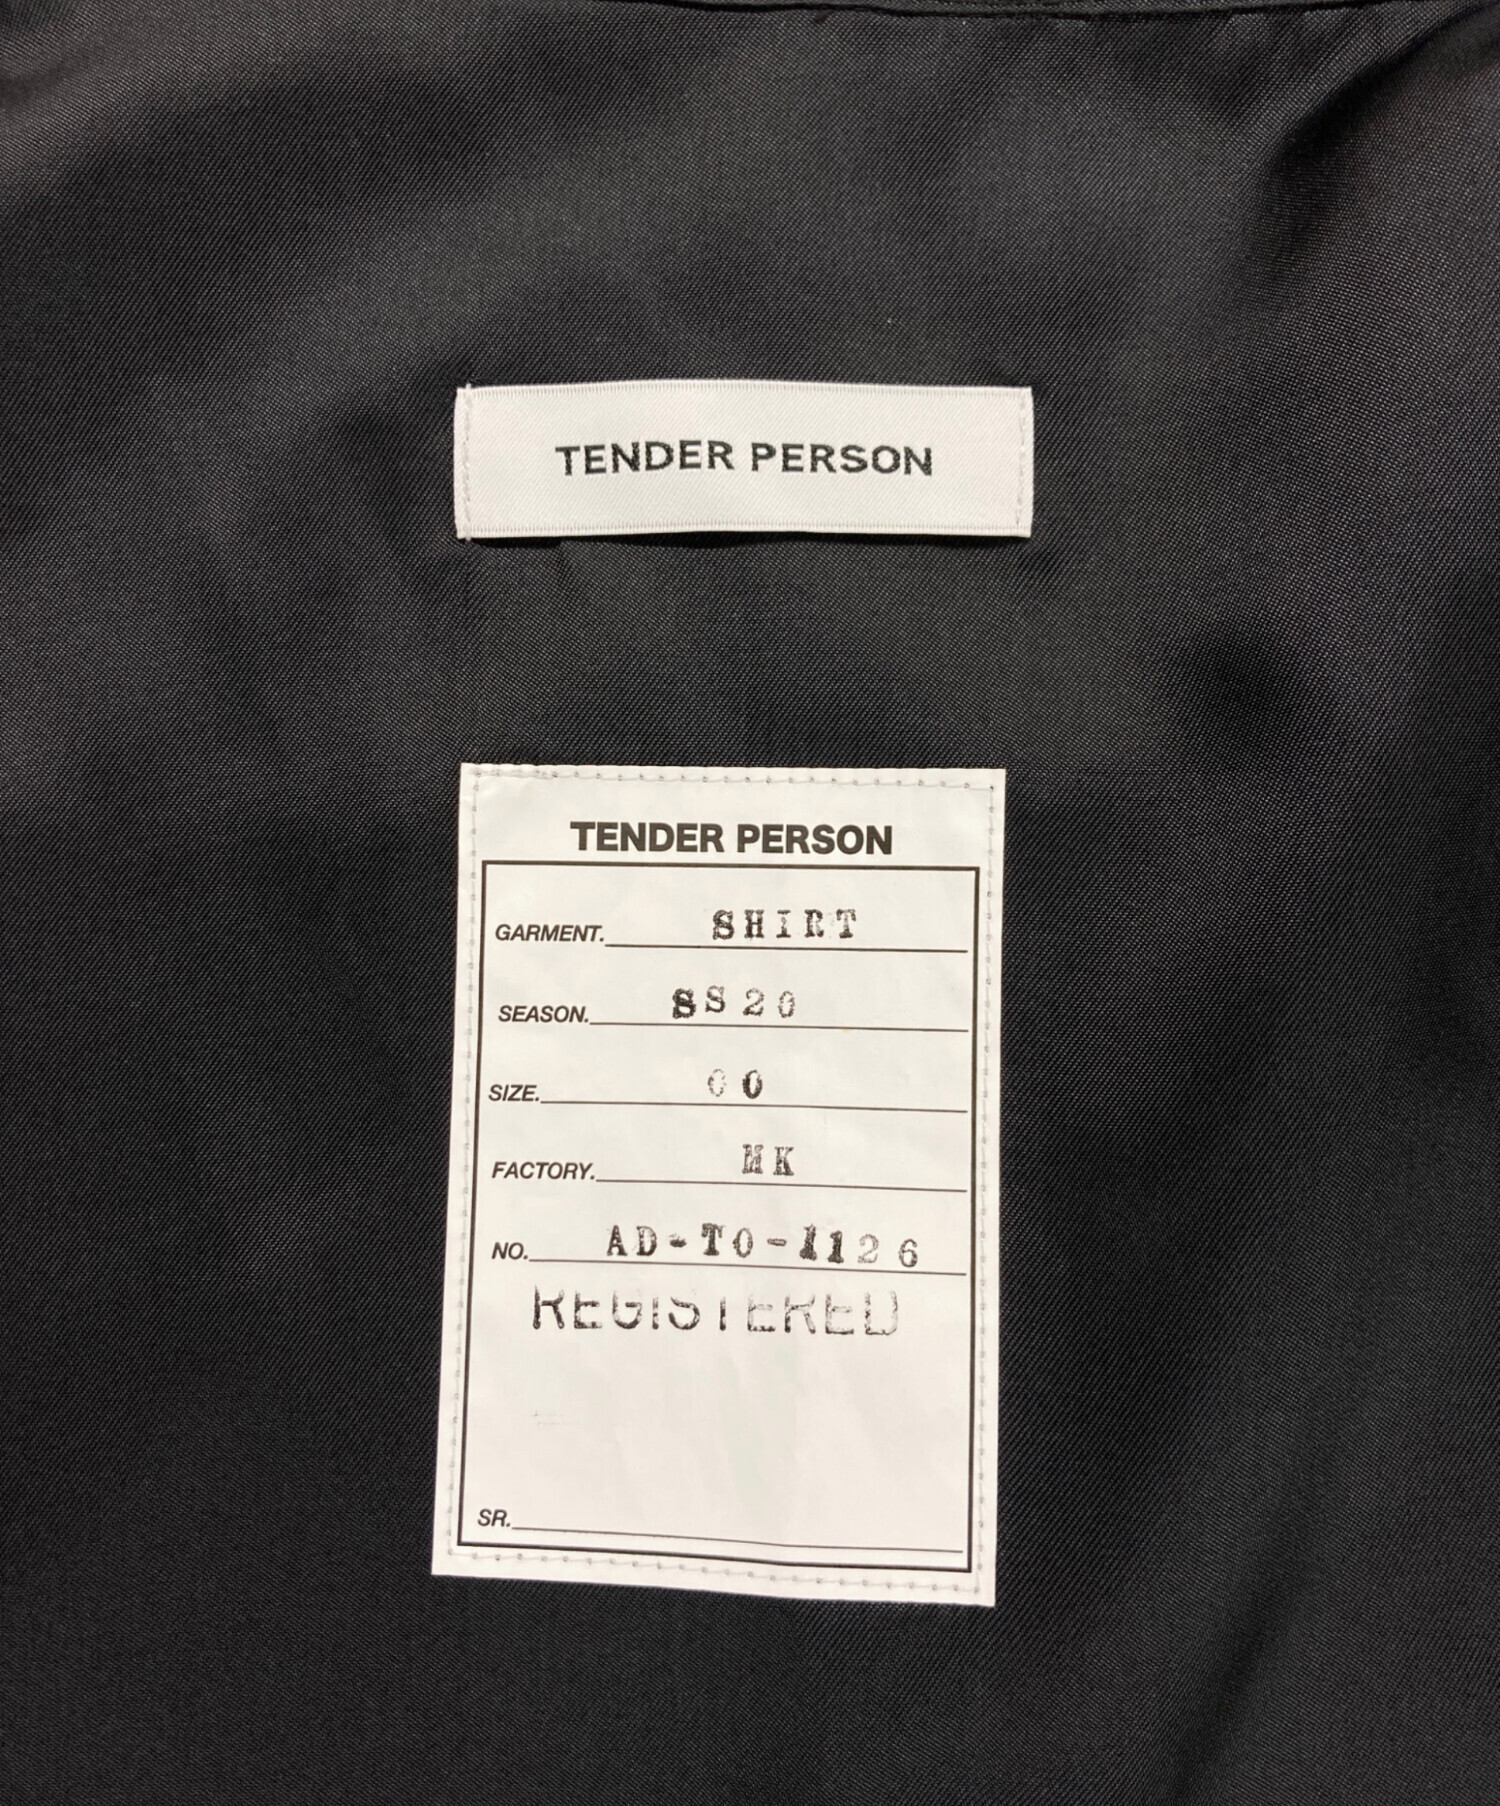 TENDER PERSON
TENDER PERSON
GARMENT. SHIRT
SEASON. SS20
SIZE. 00
FACTORY. MK
NO. AD-TO-1126
REGISTERED
SR.